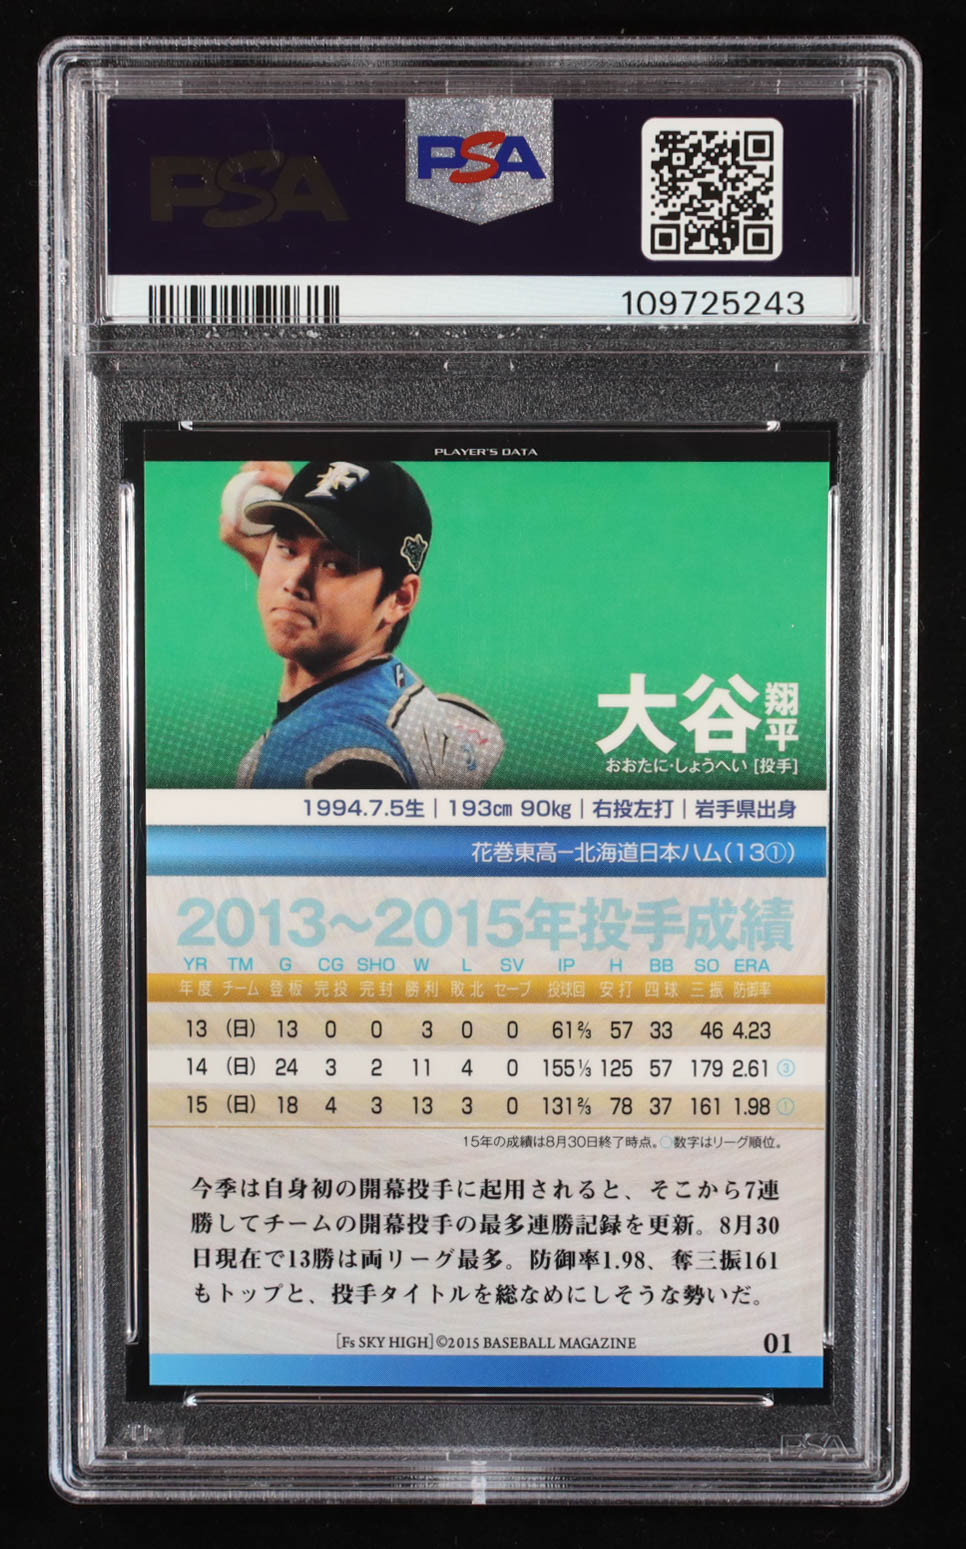 PSA
PSA
109725243
PLAYER'S DATA
F
大谷翔平
おおたに・しょうへい [投手]
1994.7.5生|193cm 90kg|右投左打|岩手県出身
花巻東高－北海道日本ハム(13①)
2013〜2015年投手成績
YR TM G CG SHO W L SV IP H BB SO ERA
年度 チーム 登板 完投 完封 勝利 敗北 セーブ 投球回 安打 四球 三振 防御率
13 (日) 13 0 0 3 0 0 61⅔ 57 33 46 4.23
14 (日) 24 3 2 11 4 0 155⅓ 125 57 179 2.61 ③
15 (日) 18 4 3 13 3 0 131⅔ 78 37 161 1.98 ①
15年の成績は8月30日終了時点。○数字はリーグ順位。
今季は自身初の開幕投手に起用されると、そこから7連
勝してチームの開幕投手の最多連勝記録を更新。8月30
日現在で13勝は両リーグ最多。防御率1.98、奪三振161
もトップと、投手タイトルを総なめにしそうな勢いだ。
[Fs SKY HIGH]©2015 BASEBALL MAGAZINE 01
PSA